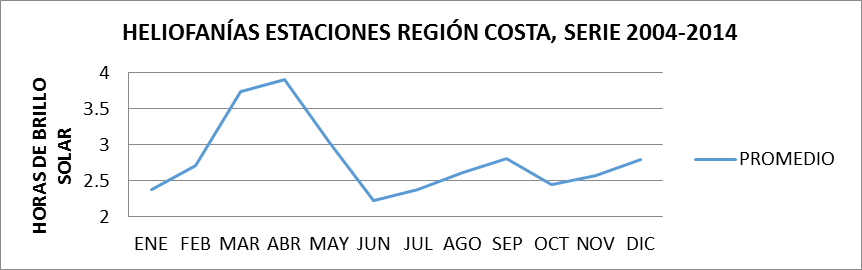 HELIOFANÍAS ESTACIONES REGIÓN COSTA, SERIE 2004-2014
HORAS DE BRILLO
SOLAR
4
3.5
3
2.5
2
ENE FEB MAR ABR MAY JUN JUL AGO SEP OCT NOV DIC
PROMEDIO